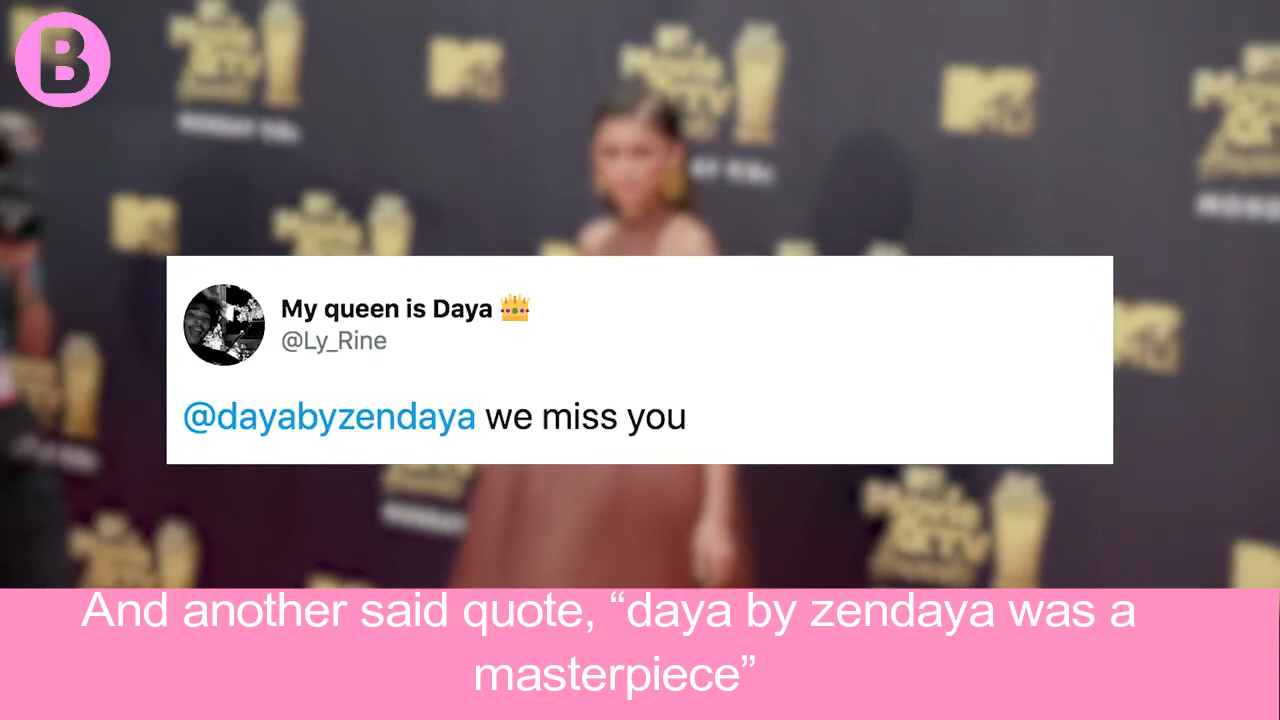 B
My queen is Daya 👑
@Ly_Rine
@dayabyzendaya we miss you
And another said quote, “daya by zendaya was a
masterpiece”